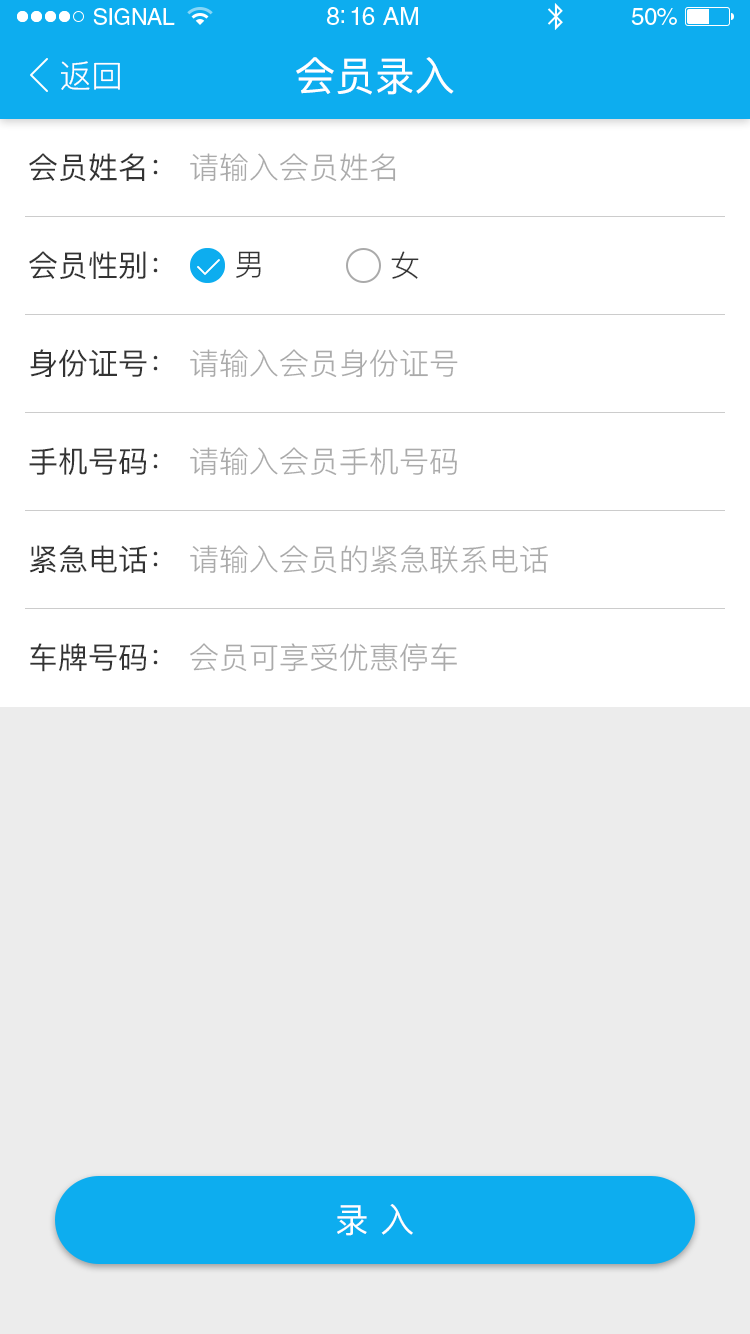 SIGNAL 8:16 AM 50%
返回 会员录入
会员姓名： 请输入会员姓名
会员性别： 男 女
身份证号： 请输入会员身份证号
手机号码： 请输入会员手机号码
紧急电话： 请输入会员的紧急联系电话
车牌号码： 会员可享受优惠停车
录 入